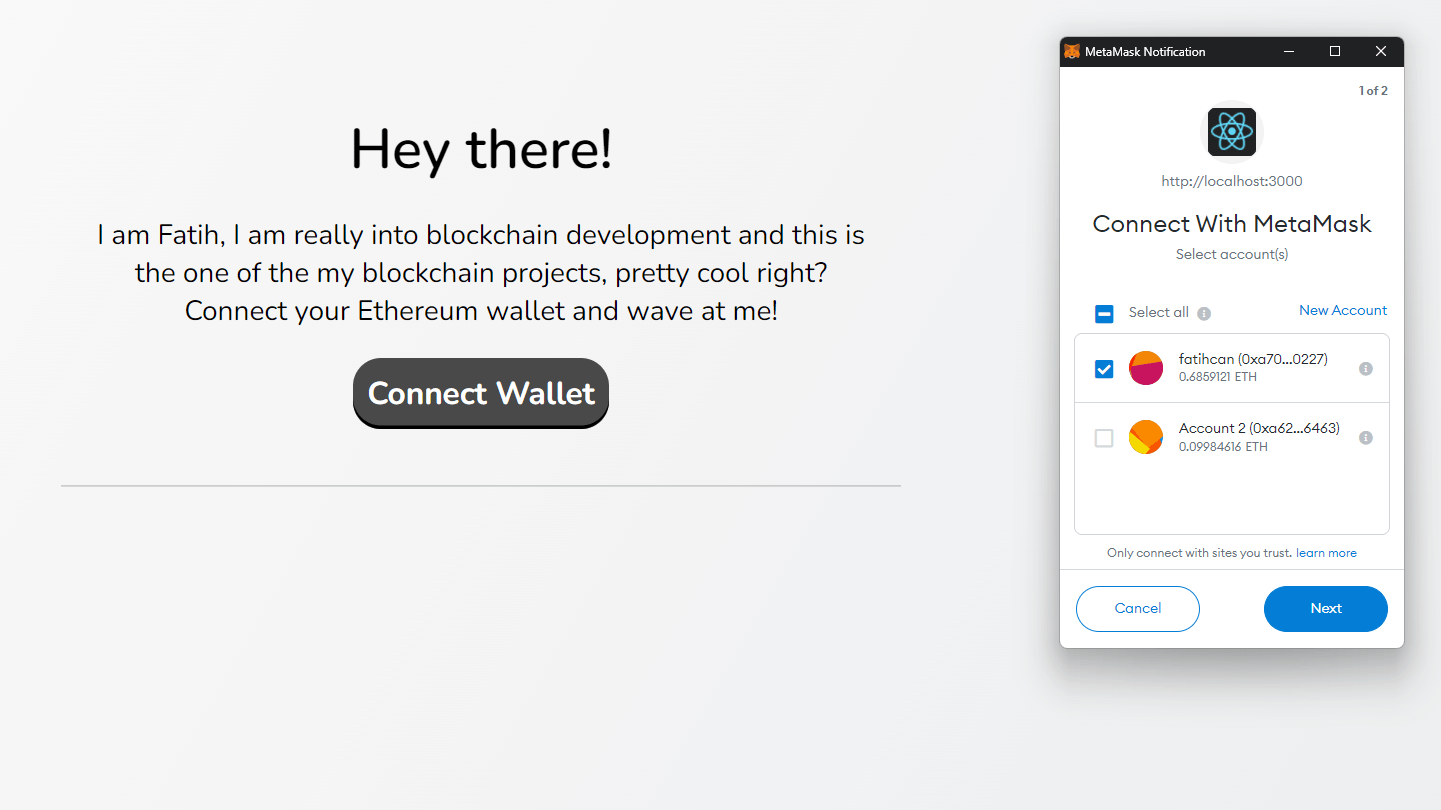 Hey there!
I am Fatih, I am really into blockchain development and this is
the one of the my blockchain projects, pretty cool right?
Connect your Ethereum wallet and wave at me!
Connect Wallet
MetaMask Notification
1 of 2
http://localhost:3000
Connect With MetaMask
Select account(s)
Select all
New Account
fatihcan (0xa70...0227)
0.6859121 ETH
Account 2 (0xa62...6463)
0.09984616 ETH
Only connect with sites you trust. learn more
Cancel
Next